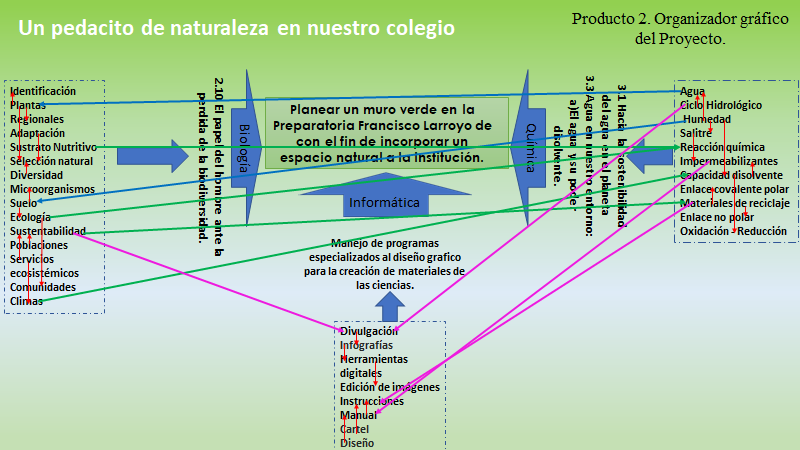 Un pedacito de naturaleza en nuestro colegio
Producto 2. Organizador gráfico
del Proyecto.
Identificación
Plantas
Regionales
Adaptación
Sustrato Nutritivo
Selección natural
Diversidad
Microorganismos
Suelo
Ecología
Sustentabilidad
Poblaciones
Servicios
ecosistémicos
Comunidades
Climas
2.10 El papel del hombre ante la
perdida de la biodiversidad.
Biología
Planear un muro verde en la
Preparatoria Francisco Larroyo de
con el fin de incorporar un
espacio natural a la Institución.
Informática
Manejo de programas
especializados al diseño grafico
para la creación de materiales de
las ciencias.
Química
3.1 Hacia la sostenibilidad
del agua en el planeta
3.3 Agua en nuestro entorno:
a)El agua y su poder
disolvente.
Agua
Ciclo Hidrológico
Humedad
Salitre
Reacción química
Impermeabilizantes
Capacidad disolvente
Enlace covalente polar
Materiales de reciclaje
Enlace no polar
Oxidación - Reducción
Divulgación
Infografías
Herramientas
digitales
Edición de imágenes
Instrucciones
Manual
Cartel
Diseño